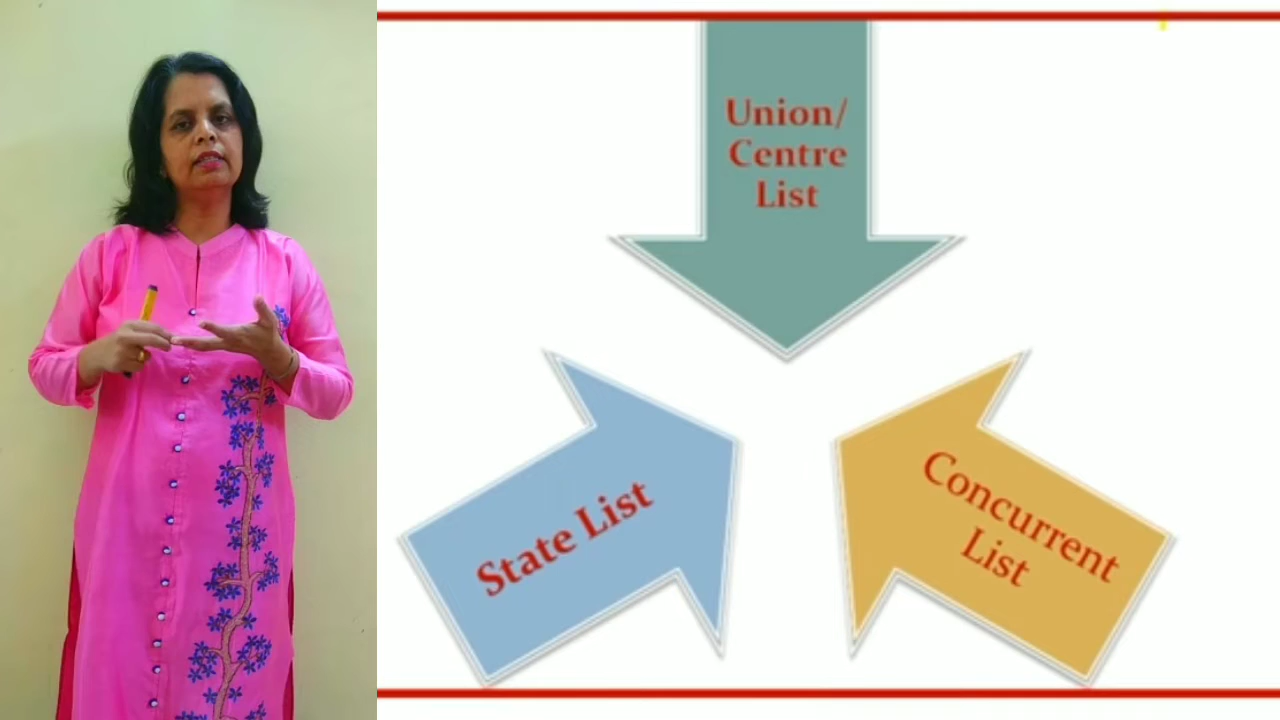 Union/
Centre
List
State List
Concurrent
List